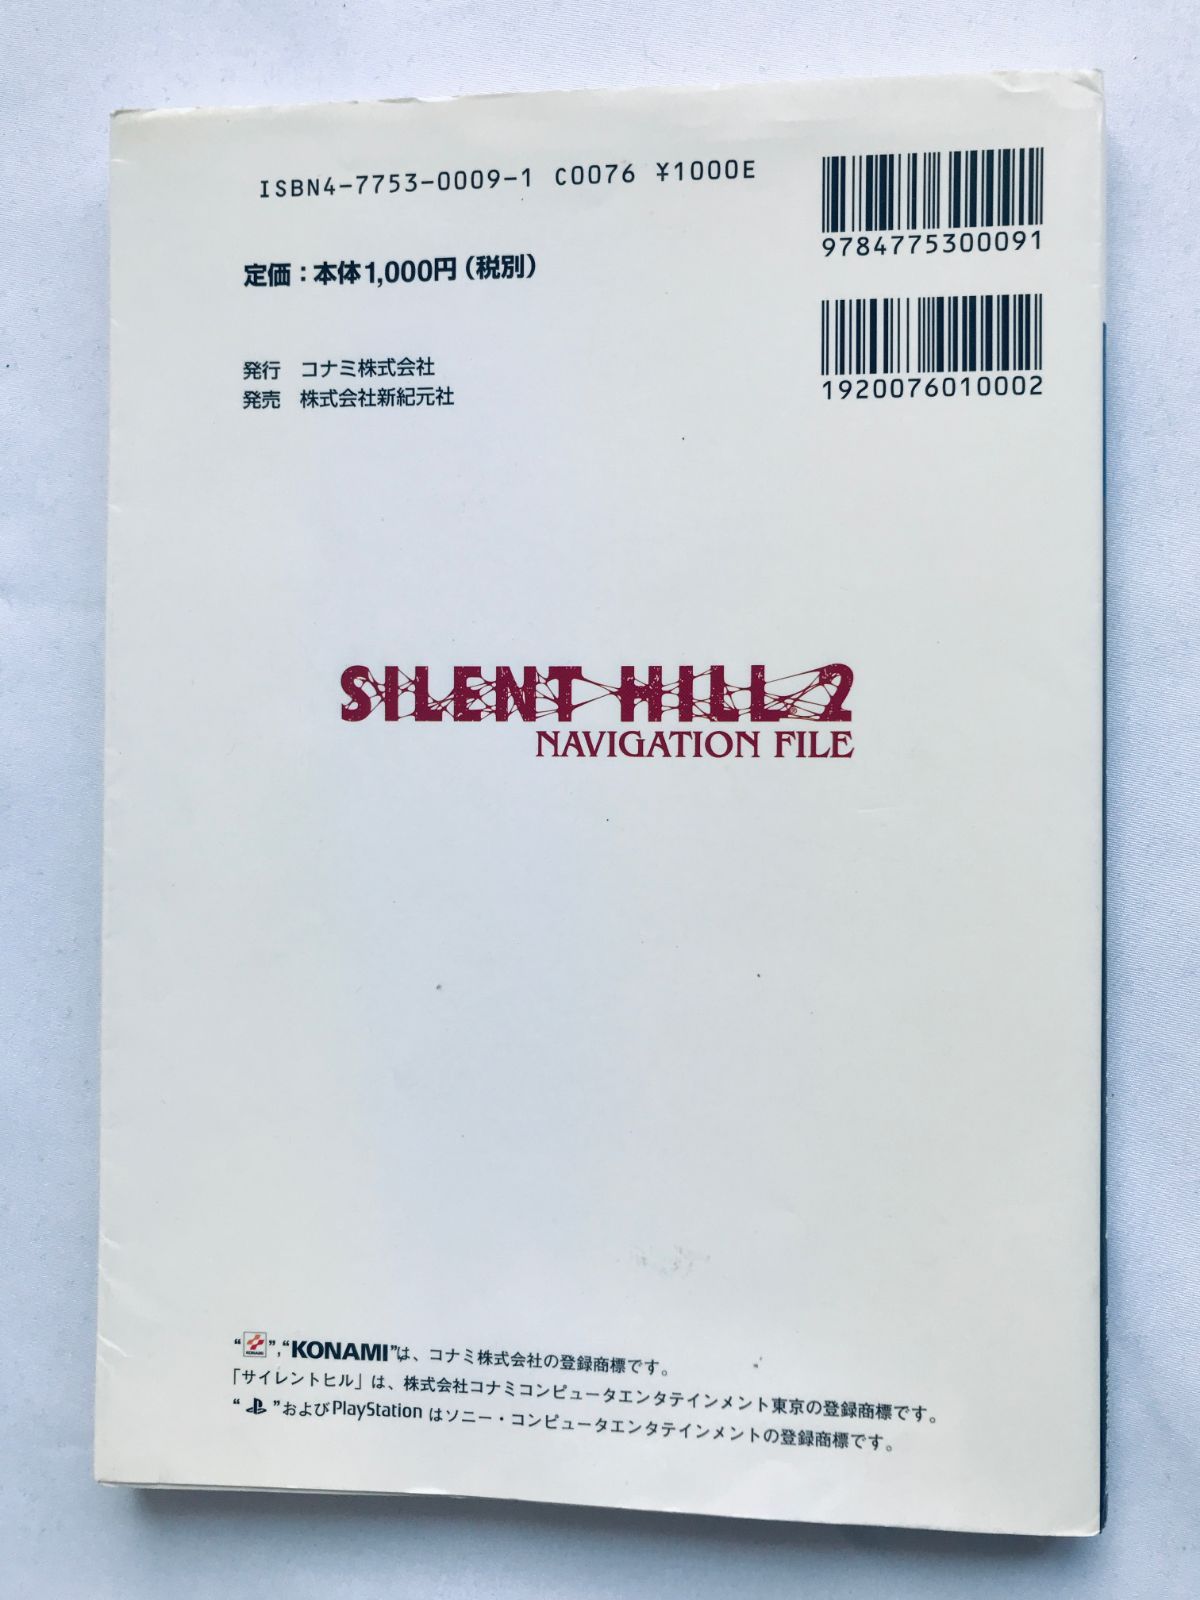 ISBN4-7753-0009-1 C0076 ¥1000E
9784775300091
定価：本体1,000円（税別）
1920076010002
発行 コナミ株式会社
発売 株式会社新紀元社
SILENT HILL 2
NAVIGATION FILE
“KONAMI”,“KONAMI”は、コナミ株式会社の登録商標です。
「サイレントヒル」は、株式会社コナミコンピュータエンタテインメント東京の登録商標です。
“ ”およびPlayStation はソニー・コンピュータエンタテインメントの登録商標です。